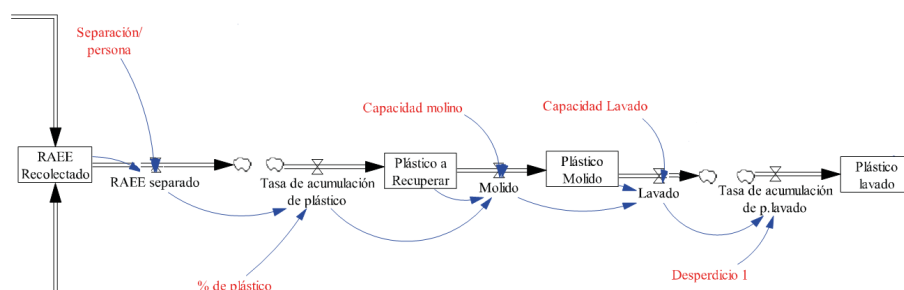 Separación/
persona
Capacidad molino
Capacidad Lavado
RAEE
Recolectado
RAEE separado
Tasa de acumulación
de plástico
Plástico a
Recuperar
Molido
Plástico
Molido
Lavado
Tasa de acumulación
de p.lavado
Plástico
lavado
% de plástico
Desperdicio 1